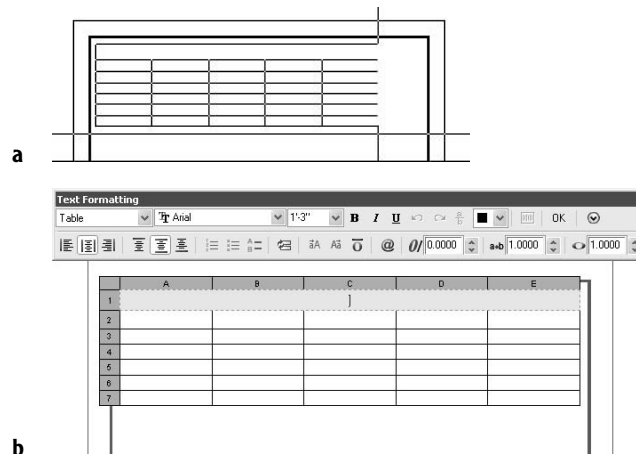 a
Text Formatting
Table Arial 1'-3" B I U OK
@ 0/ 0.0000 a•b 1.0000 1.0000
A B C D E
1
2
3
4
5
6
7
b